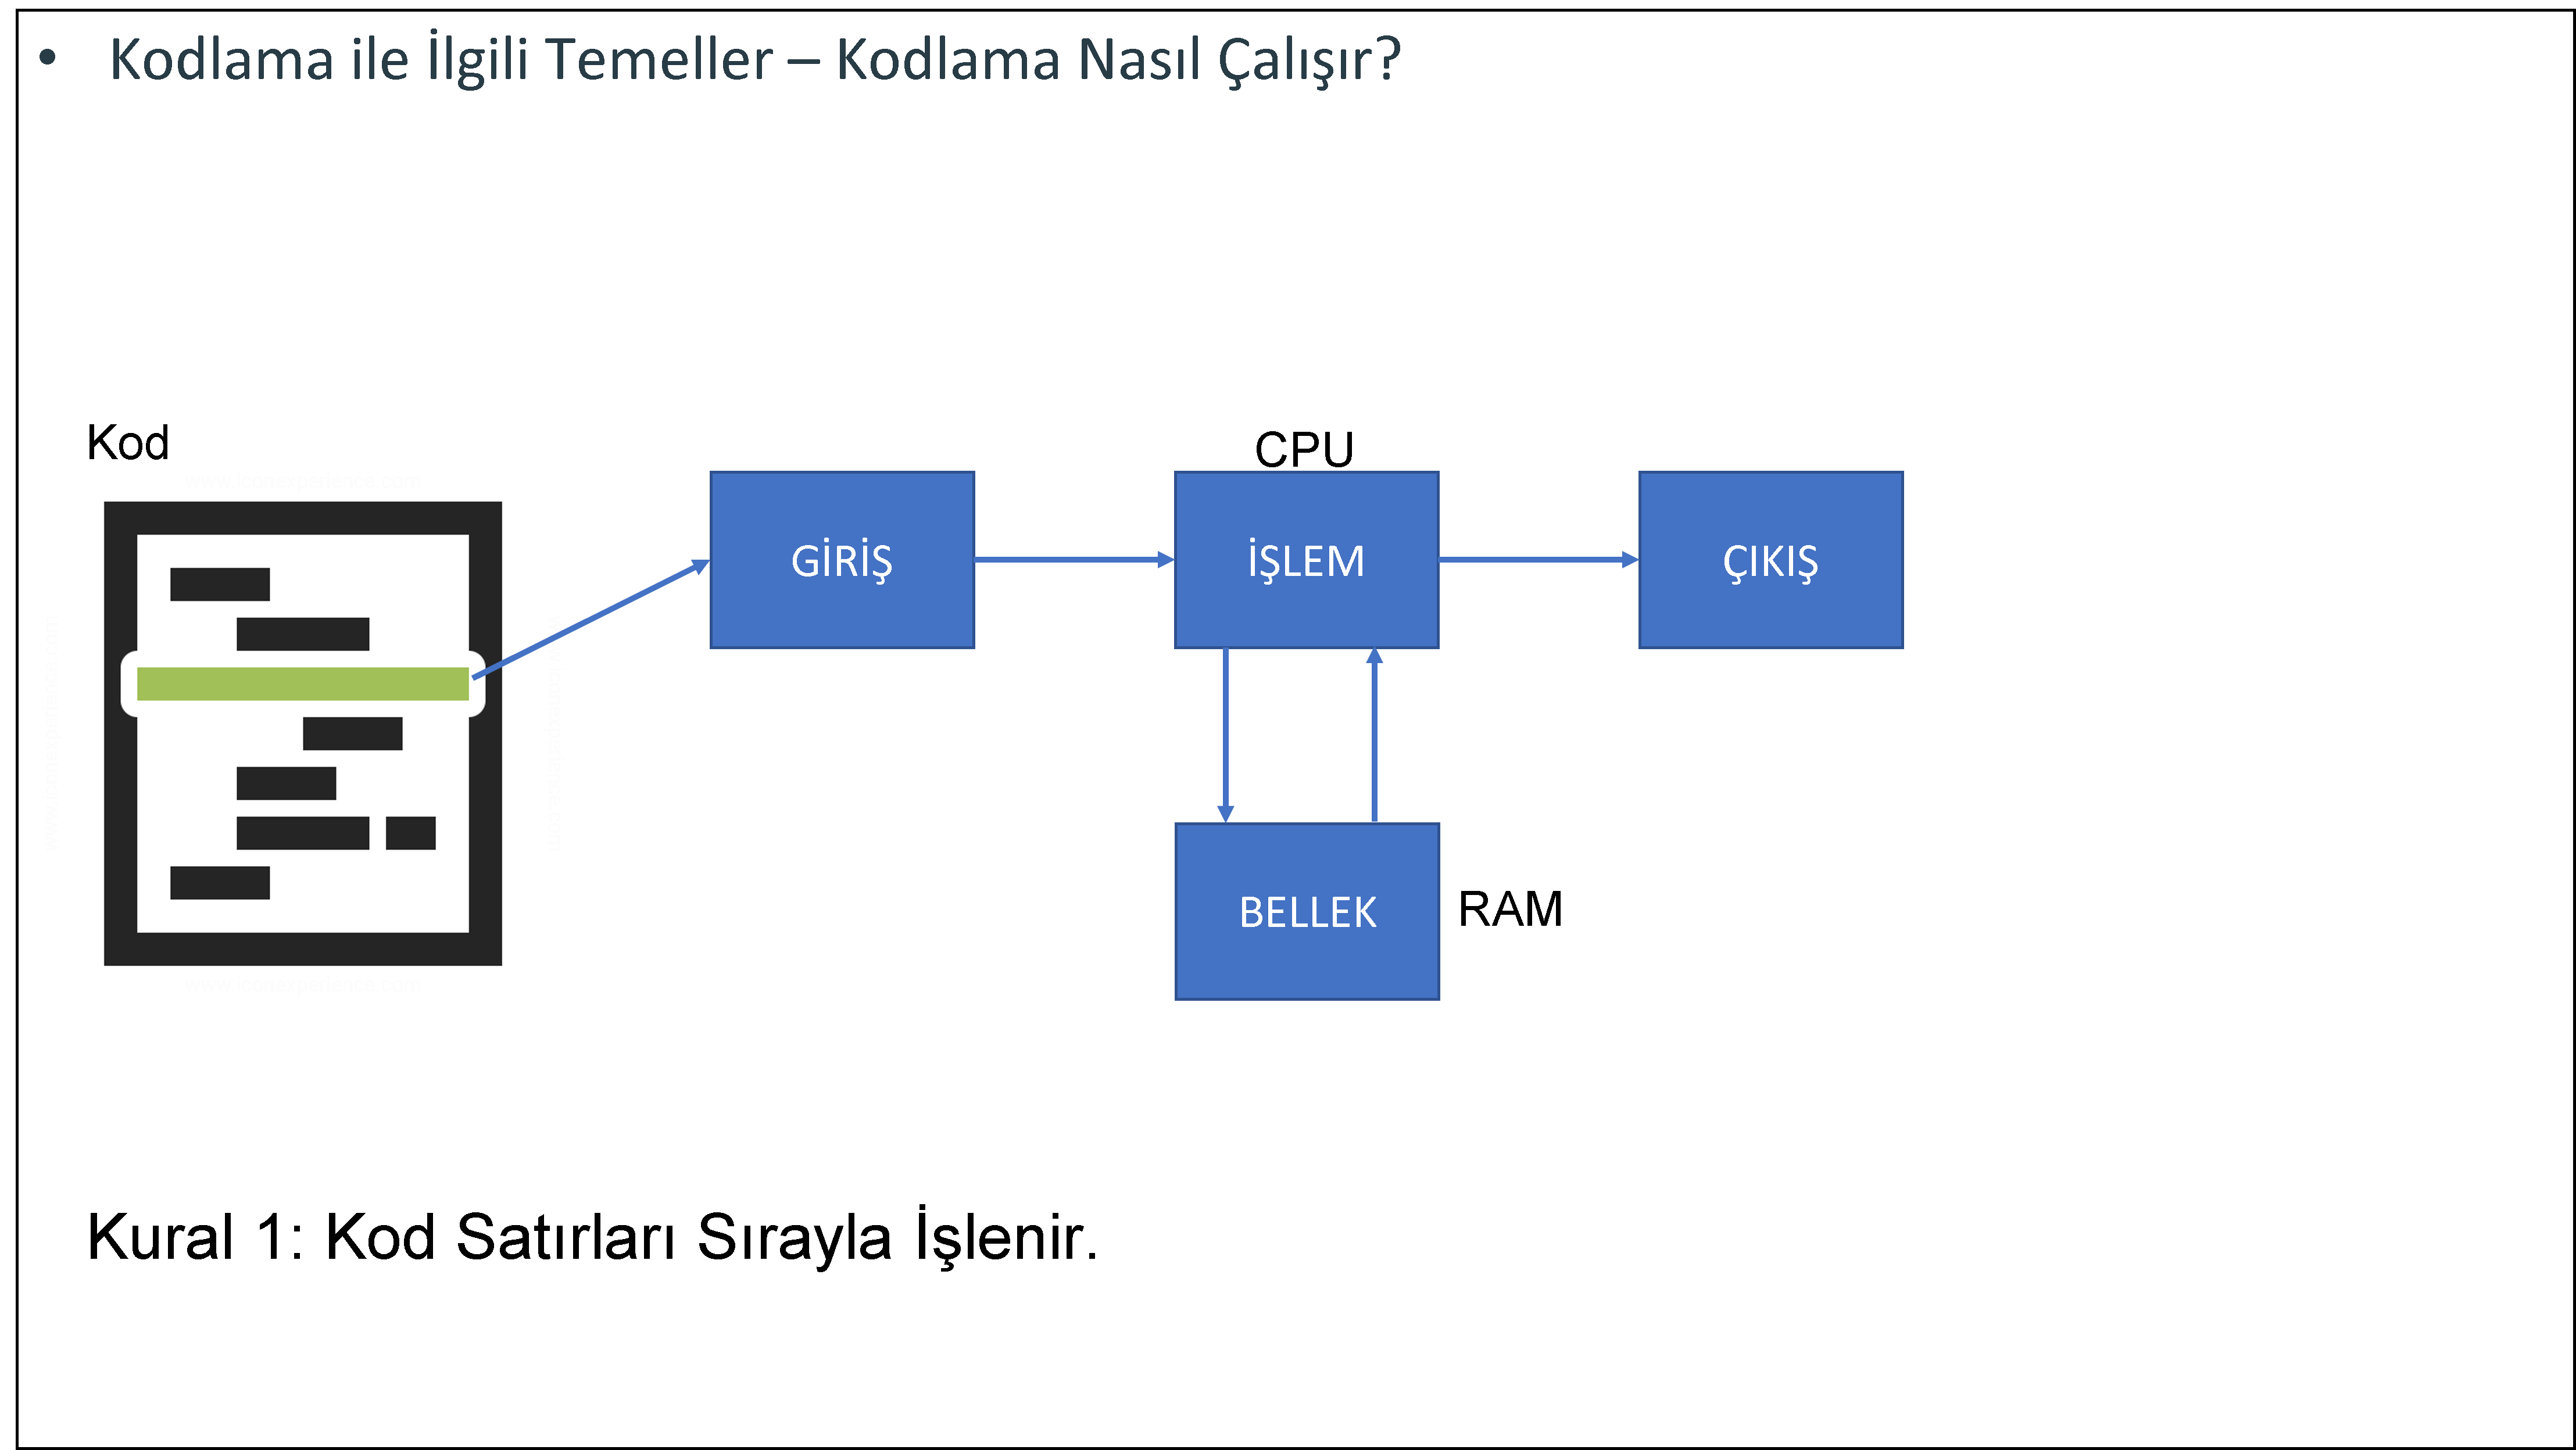 • Kodlama ile İlgili Temeller – Kodlama Nasıl Çalışır?
Kod
CPU
GİRİŞ
İŞLEM
ÇIKIŞ
BELLEK
RAM
Kural 1: Kod Satırları Sırayla İşlenir.